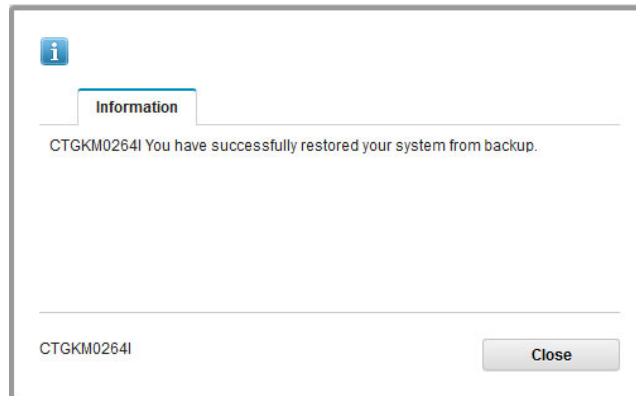 Information
CTGKM0264I You have successfully restored your system from backup.
CTGKM0264I
Close